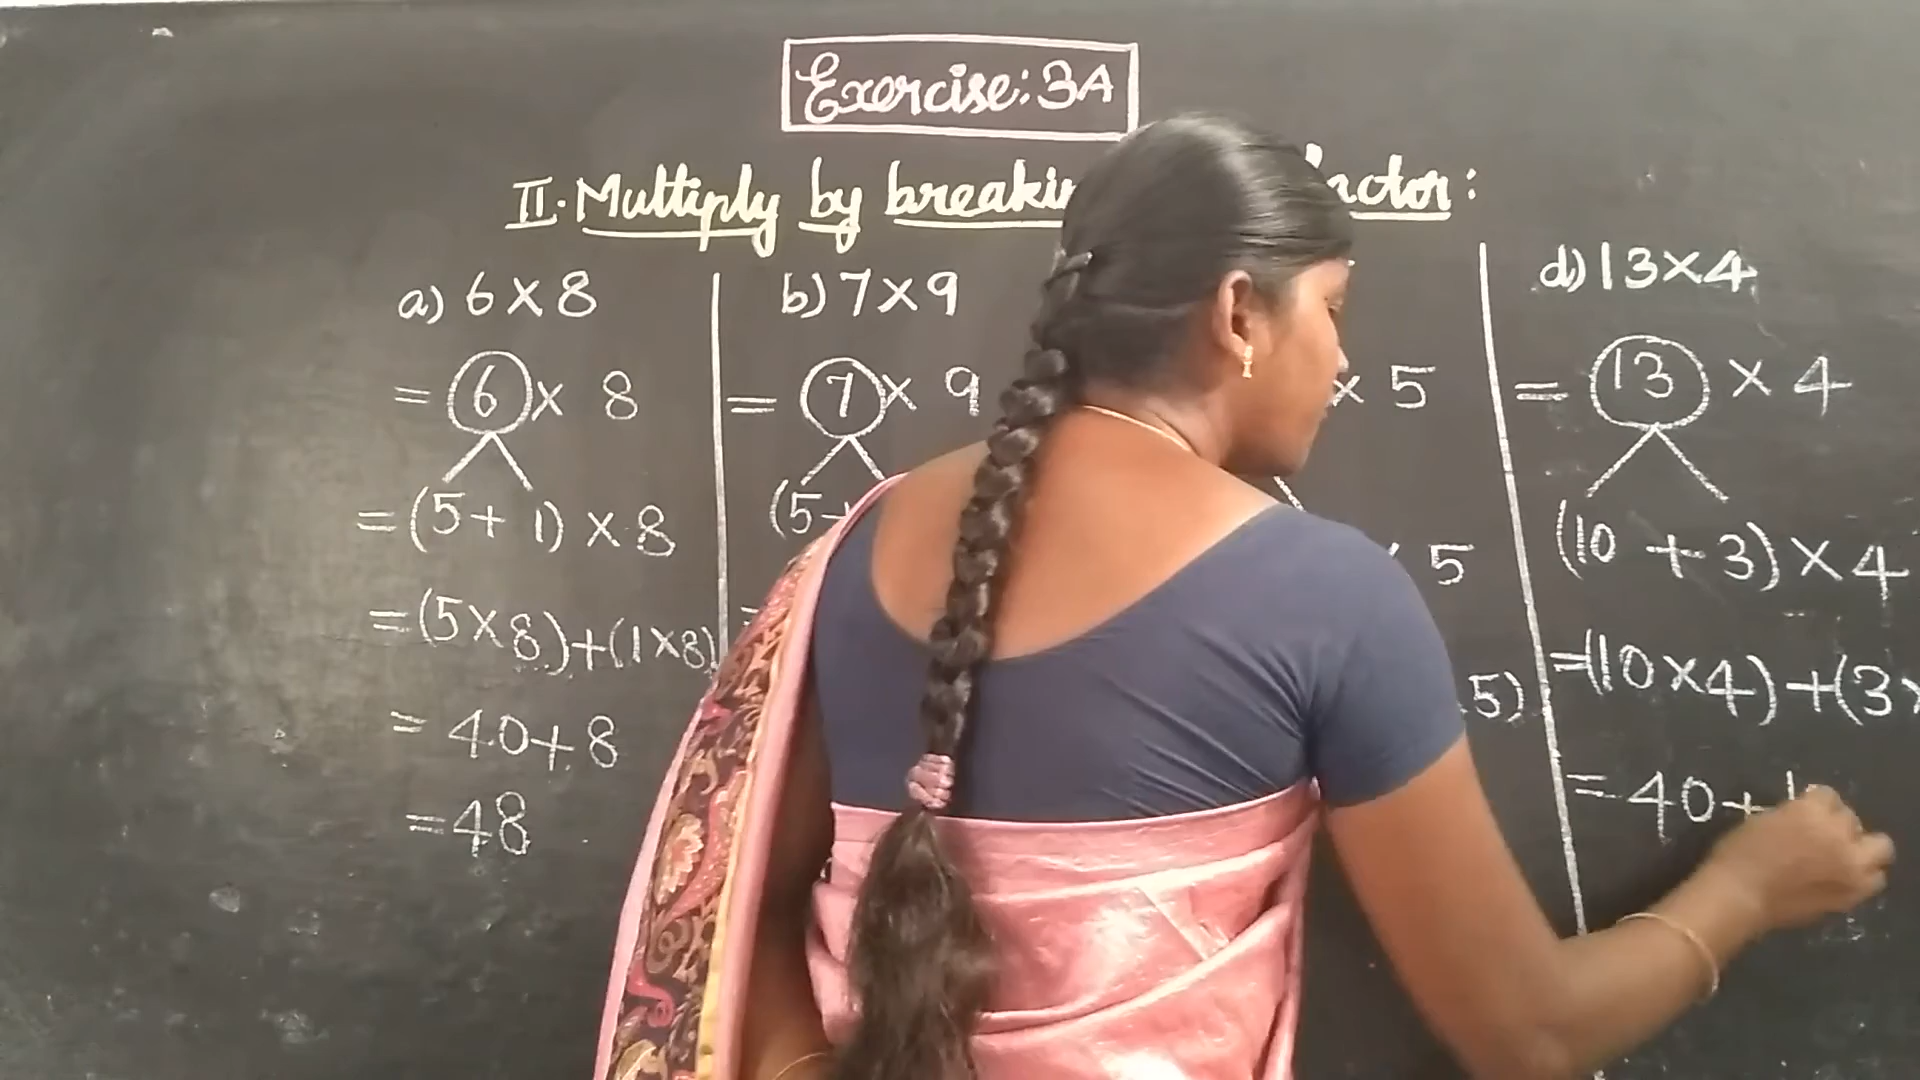 Exercise: 3A
II. Multiply by :
a) 6 × 8
= 6 × 8
= (5 + 1) × 8
= (5 × 8) + (1 × 8)
= 40 + 8
= 48
b) 7 × 9
= 7 × 9
(5 +
× 5
5
5)
d) 13 × 4
= 13 × 4
(10 + 3) × 4
= (10 × 4) + (3 ×
= 40 + 1